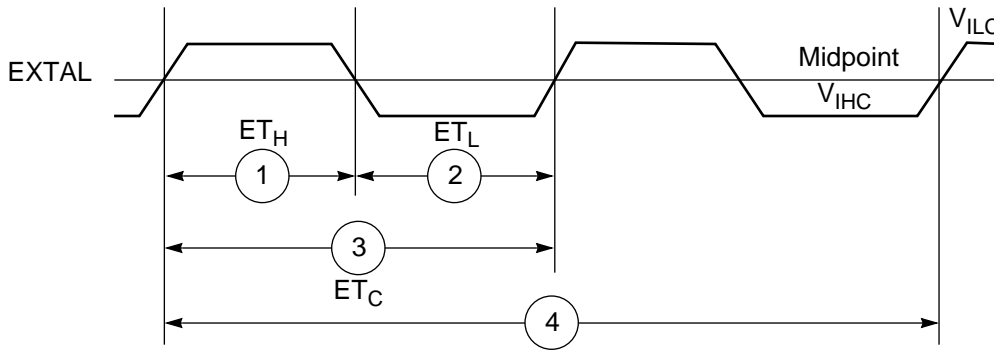 V_ILC
EXTAL
Midpoint
V_IHC
ET_H
ET_L
1
2
3
ET_C
4